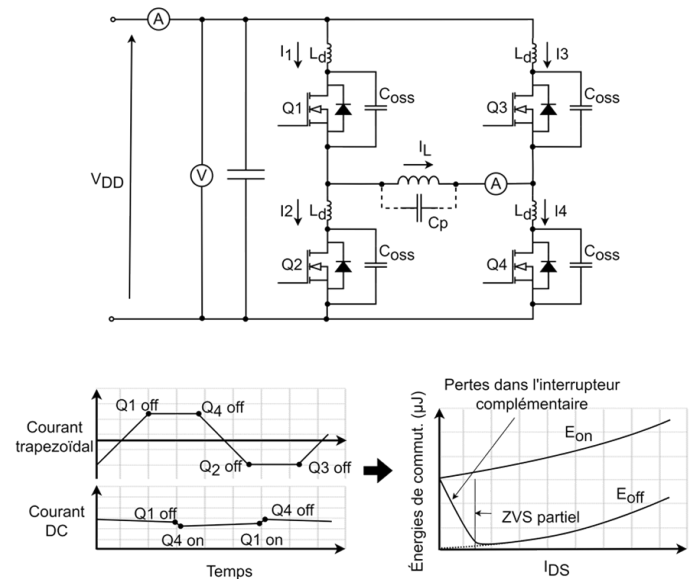 A
I1
Ld
Q1
COSS
Ld
I3
Q3
COSS
VDD
V
IL
A
Cp
I2
Ld
Q2
COSS
Ld
I4
Q4
COSS
Courant
trapezoïdal
Q1 off
Q4 off
Q2 off
Q3 off
Courant
DC
Q1 off
Q4 on
Q4 off
Q1 on
Temps
Énergies de commut. (µJ)
Pertes dans l'interrupteur
complémentaire
Eon
Eoff
ZVS partiel
IDS